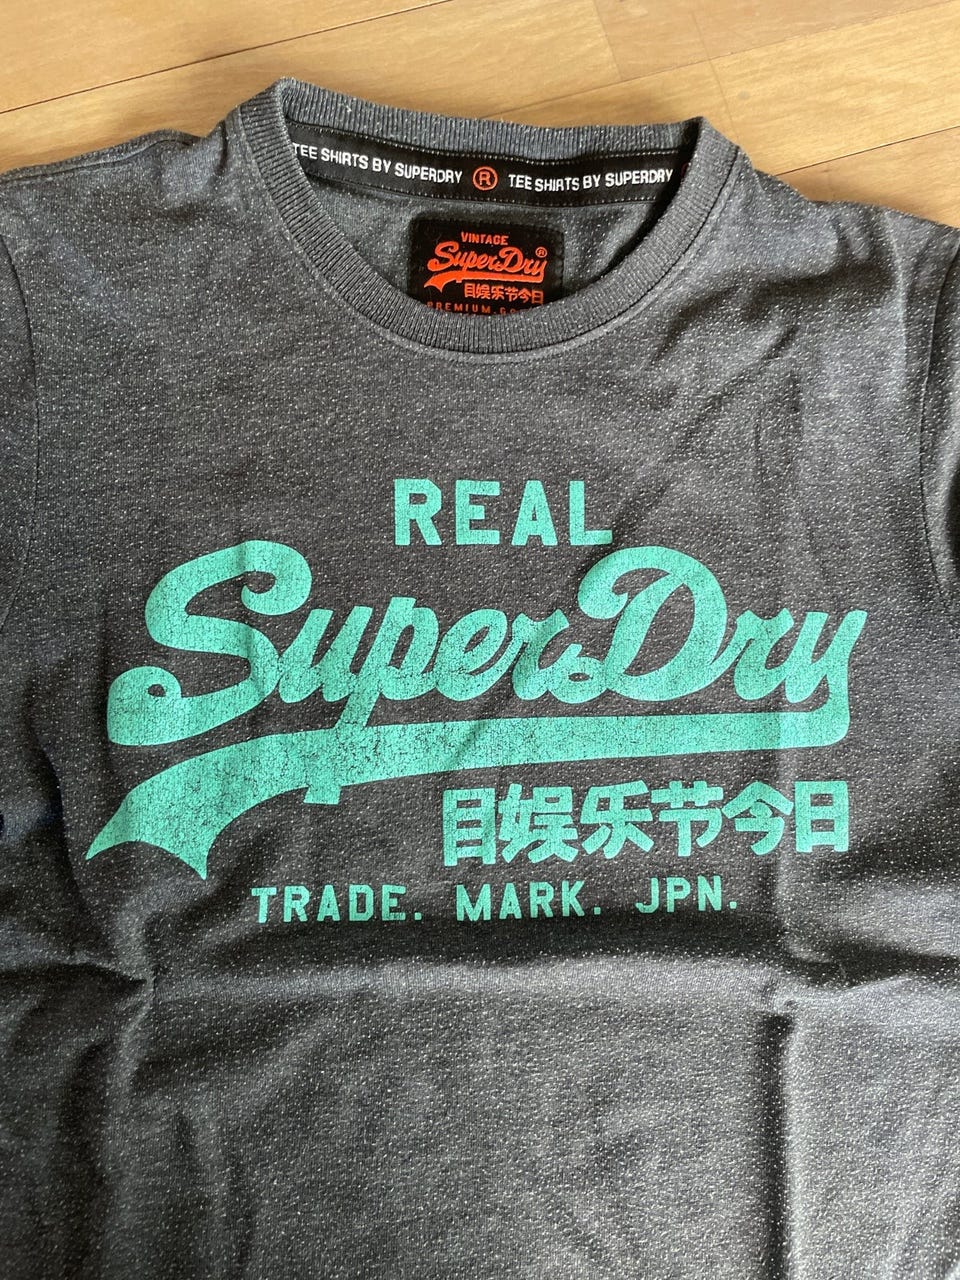 TEE SHIRTS BY SUPERDRY ® TEE SHIRTS BY SUPERDRY
VINTAGE
SuperDry®
目娱乐节今日
PREMIUM.
REAL
SuperDry
目娱乐节今日
TRADE. MARK. JPN.